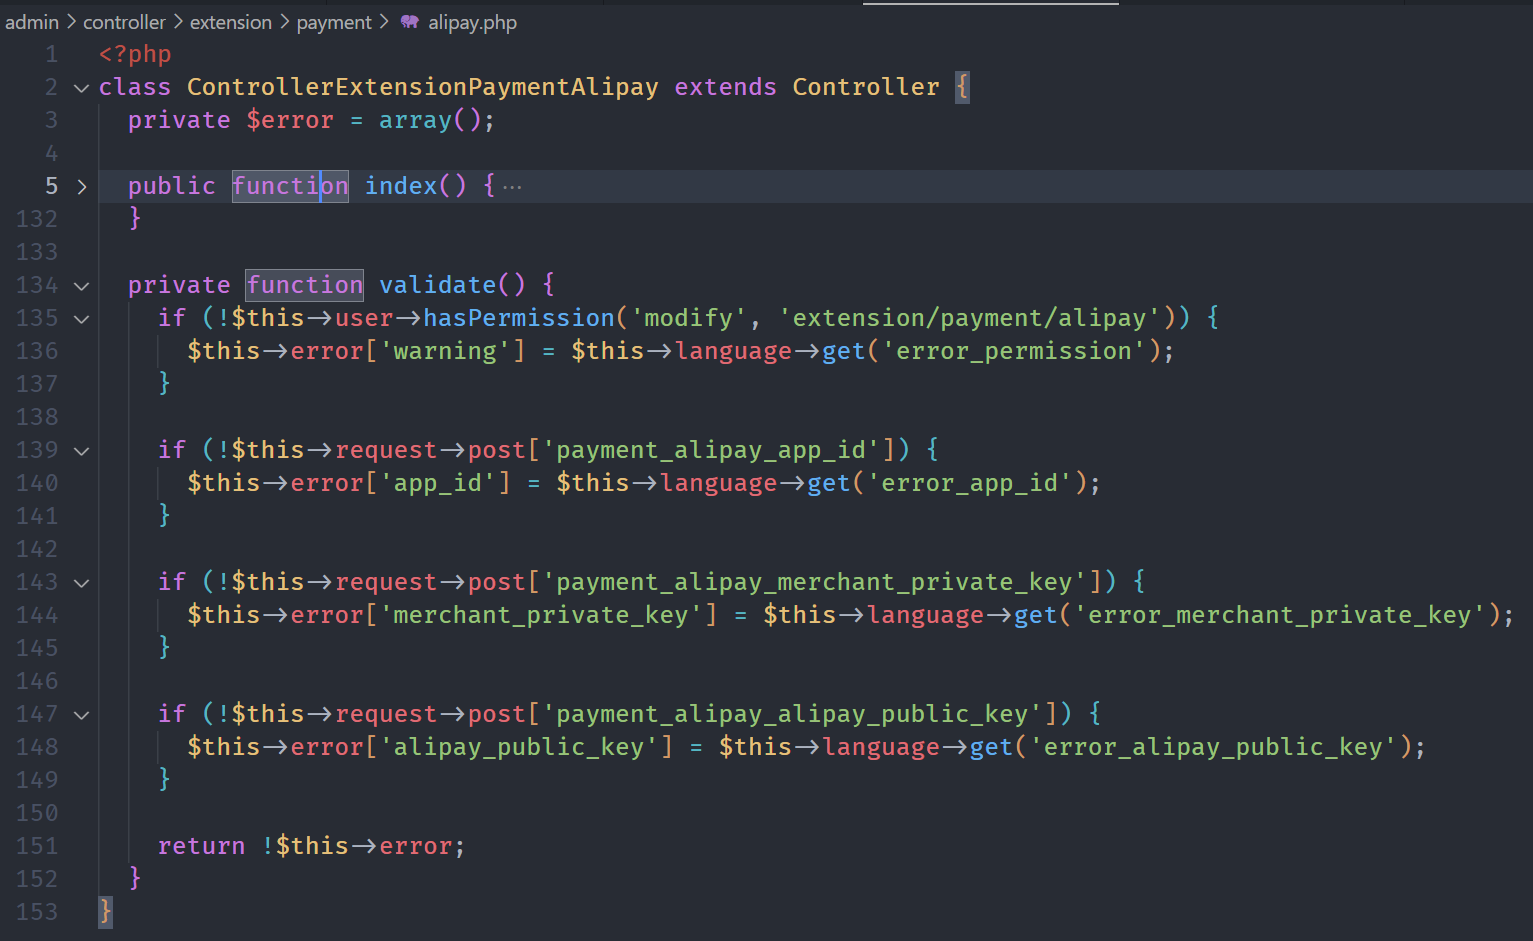 admin > controller > extension > payment > alipay.php
1 <?php
2 class ControllerExtensionPaymentAlipay extends Controller {
3 private $error = array();
4
5 public function index() { ···
132 }
133
134 private function validate() {
135 if (!$this->user->hasPermission('modify', 'extension/payment/alipay')) {
136 $this->error['warning'] = $this->language->get('error_permission');
137 }
138
139 if (!$this->request->post['payment_alipay_app_id']) {
140 $this->error['app_id'] = $this->language->get('error_app_id');
141 }
142
143 if (!$this->request->post['payment_alipay_merchant_private_key']) {
144 $this->error['merchant_private_key'] = $this->language->get('error_merchant_private_key');
145 }
146
147 if (!$this->request->post['payment_alipay_alipay_public_key']) {
148 $this->error['alipay_public_key'] = $this->language->get('error_alipay_public_key');
149 }
150
151 return !$this->error;
152 }
153 }